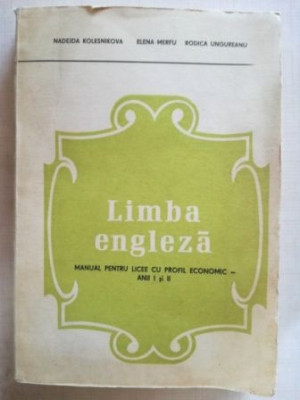 NADEJDA KOLESNIKOVA ELENA MERFU RODICA UNGUREANU
Limba
engleză
MANUAL PENTRU LICEE CU PROFIL ECONOMIC –
ANII I și II